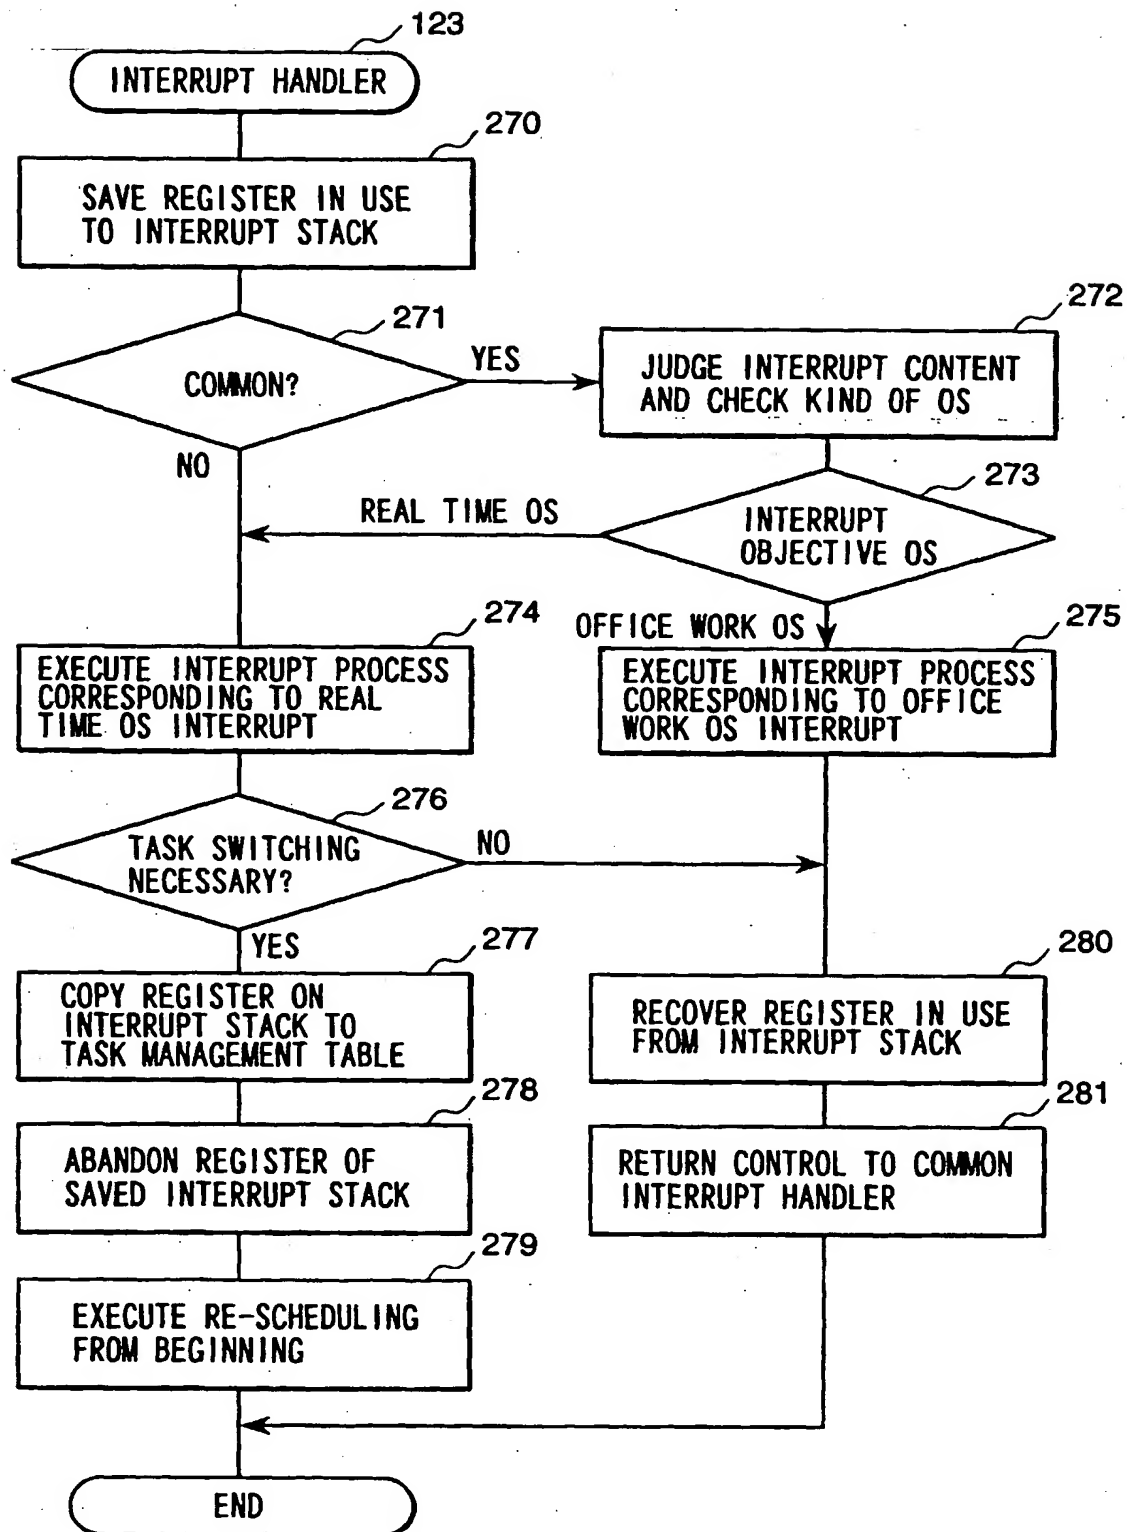 123
INTERRUPT HANDLER
270
SAVE REGISTER IN USE
TO INTERRUPT STACK
271
COMMON?
YES
NO
272
JUDGE INTERRUPT CONTENT
AND CHECK KIND OF OS
273
INTERRUPT
OBJECTIVE OS
REAL TIME OS
OFFICE WORK OS
274
EXECUTE INTERRUPT PROCESS
CORRESPONDING TO REAL
TIME OS INTERRUPT
275
EXECUTE INTERRUPT PROCESS
CORRESPONDING TO OFFICE
WORK OS INTERRUPT
276
TASK SWITCHING
NECESSARY?
NO
YES
277
COPY REGISTER ON
INTERRUPT STACK TO
TASK MANAGEMENT TABLE
278
ABANDON REGISTER OF
SAVED INTERRUPT STACK
279
EXECUTE RE-SCHEDULING
FROM BEGINNING
280
RECOVER REGISTER IN USE
FROM INTERRUPT STACK
281
RETURN CONTROL TO COMMON
INTERRUPT HANDLER
END